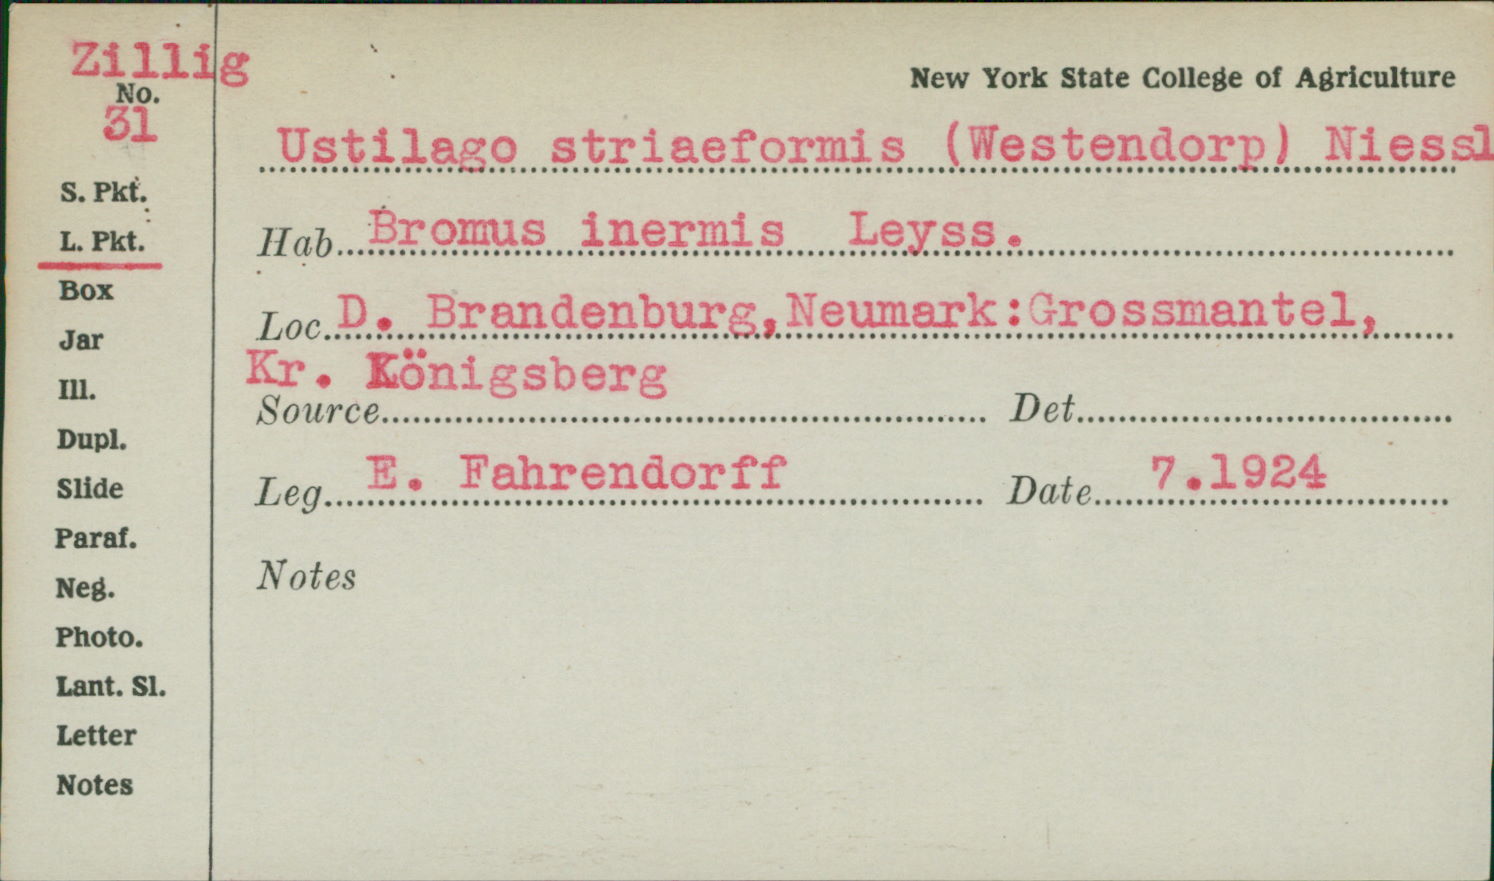 Zillig
No.
31
New York State College of Agriculture
Ustilago striaeformis (Westendorp) Niessl
S. Pkt.
L. Pkt.
Hab. Bromus inermis Leyss.
Box
Loc. D. Brandenburg,Neumark:Grossmantel,
Jar
Kr. Königsberg
Ill.
Source Det.
Dupl.
Leg. E. Fahrendorff Date 7.1924
Slide
Paraf.
Notes
Neg.
Photo.
Lant. Sl.
Letter
Notes